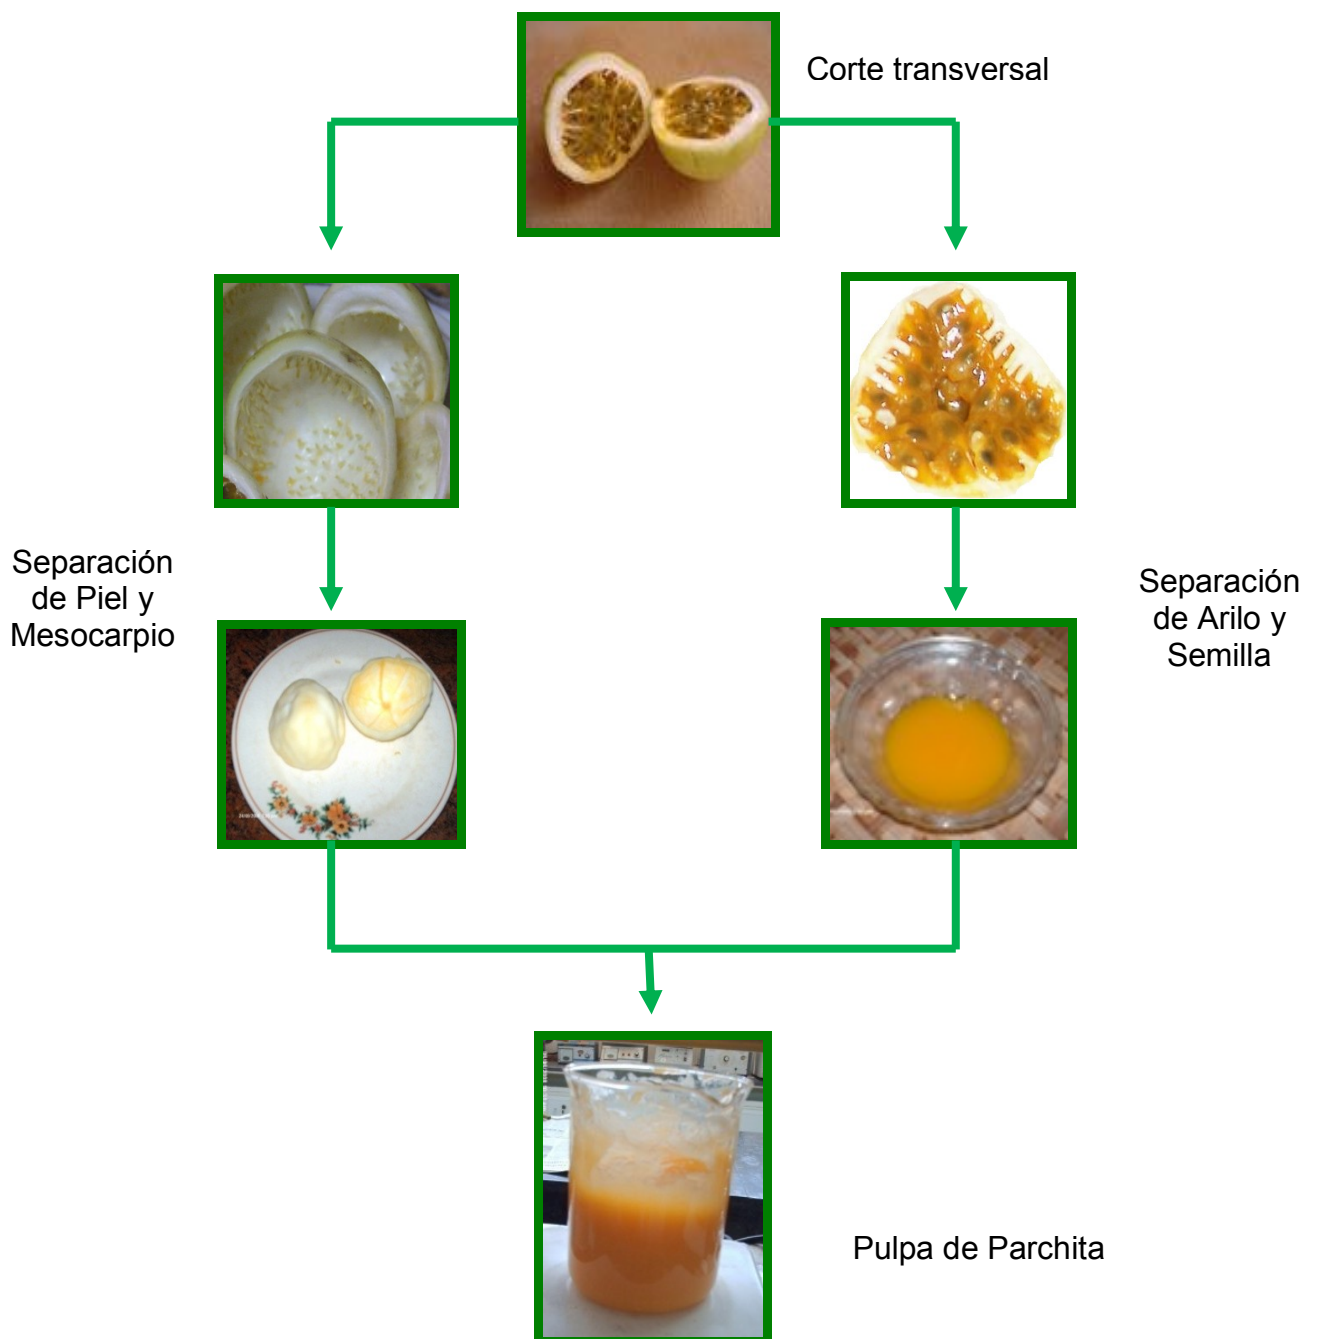 Corte transversal
Separación
de Piel y
Mesocarpio
Separación
de Arilo y
Semilla
Pulpa de Parchita